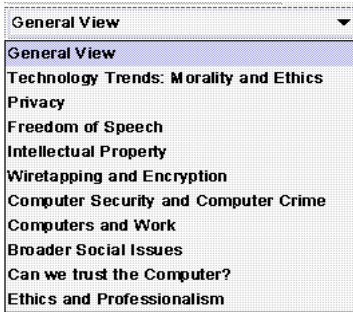 General View
General View
Technology Trends: Morality and Ethics
Privacy
Freedom of Speech
Intellectual Property
Wiretapping and Encryption
Computer Security and Computer Crime
Computers and Work
Broader Social Issues
Can we trust the Computer?
Ethics and Professionalism